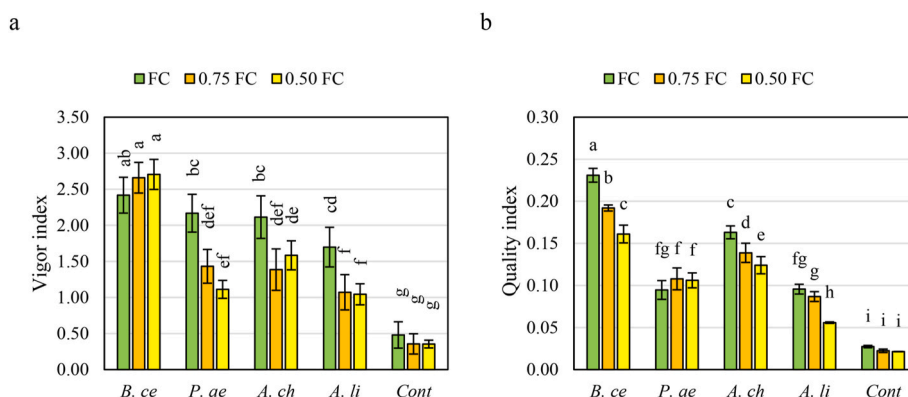 a
FC 0.75 FC 0.50 FC
Vigor index
3.50
3.00
2.50
2.00
1.50
1.00
0.50
0.00
ab a a
bc def ef
bc def de
cd f f
g g g
B. ce P. ae A. ch A. li Cont
b
FC 0.75 FC 0.50 FC
Quality index
0.30
0.25
0.20
0.15
0.10
0.05
0.00
a b c
fg f f
c d e
fg g h
i i i
B. ce P. ae A. ch A. li Cont